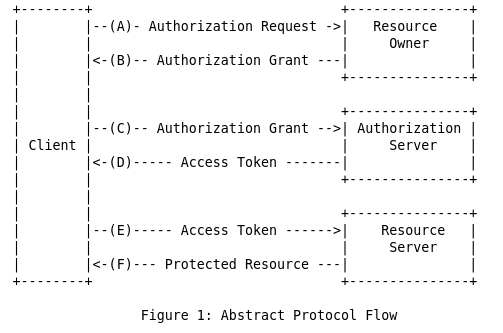 +--------+                               +---------------+
|        |--(A)- Authorization Request ->|   Resource    |
|        |                               |     Owner     |
|        |<-(B)-- Authorization Grant ---|               |
|        |                               +---------------+
|        |
|        |                               +---------------+
|        |--(C)-- Authorization Grant -->| Authorization |
| Client |                               |     Server    |
|        |<-(D)----- Access Token -------|               |
|        |                               +---------------+
|        |
|        |                               +---------------+
|        |--(E)----- Access Token ------>|    Resource   |
|        |                               |     Server    |
|        |<-(F)--- Protected Resource ---|               |
+--------+                               +---------------+
Figure 1: Abstract Protocol Flow